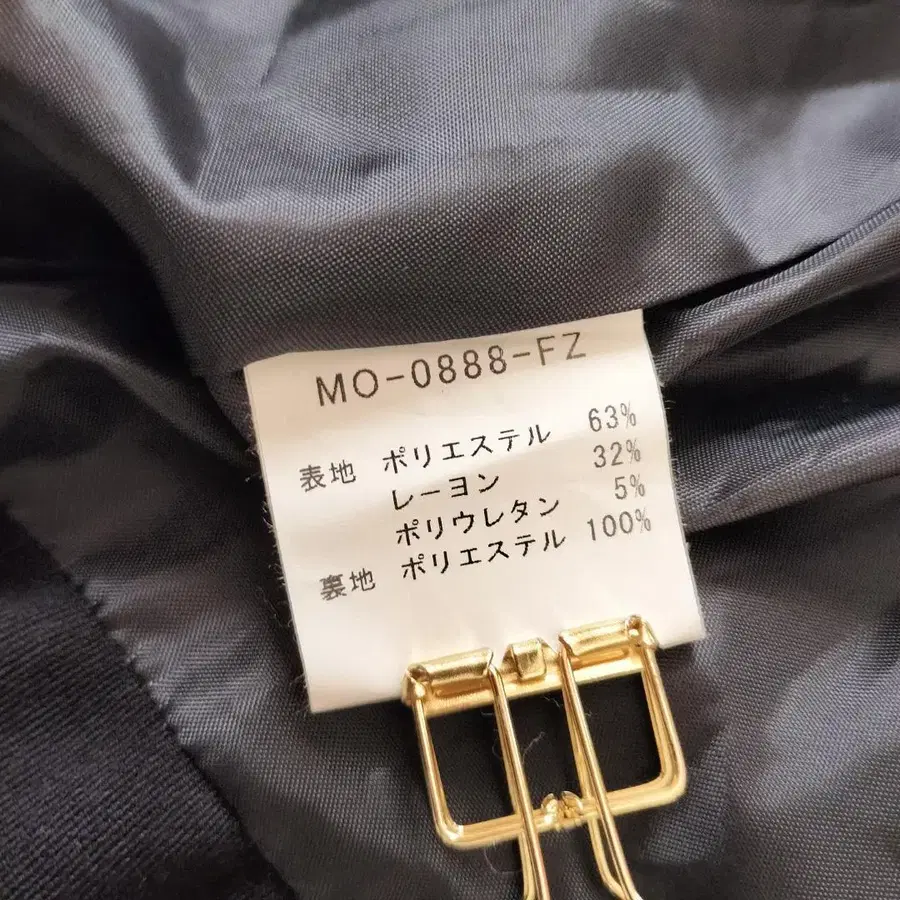 MO-0888-FZ
表地 ポリエステル 63%
レーヨン 32%
ポリウレタン 5%
裏地 ポリエステル 100%